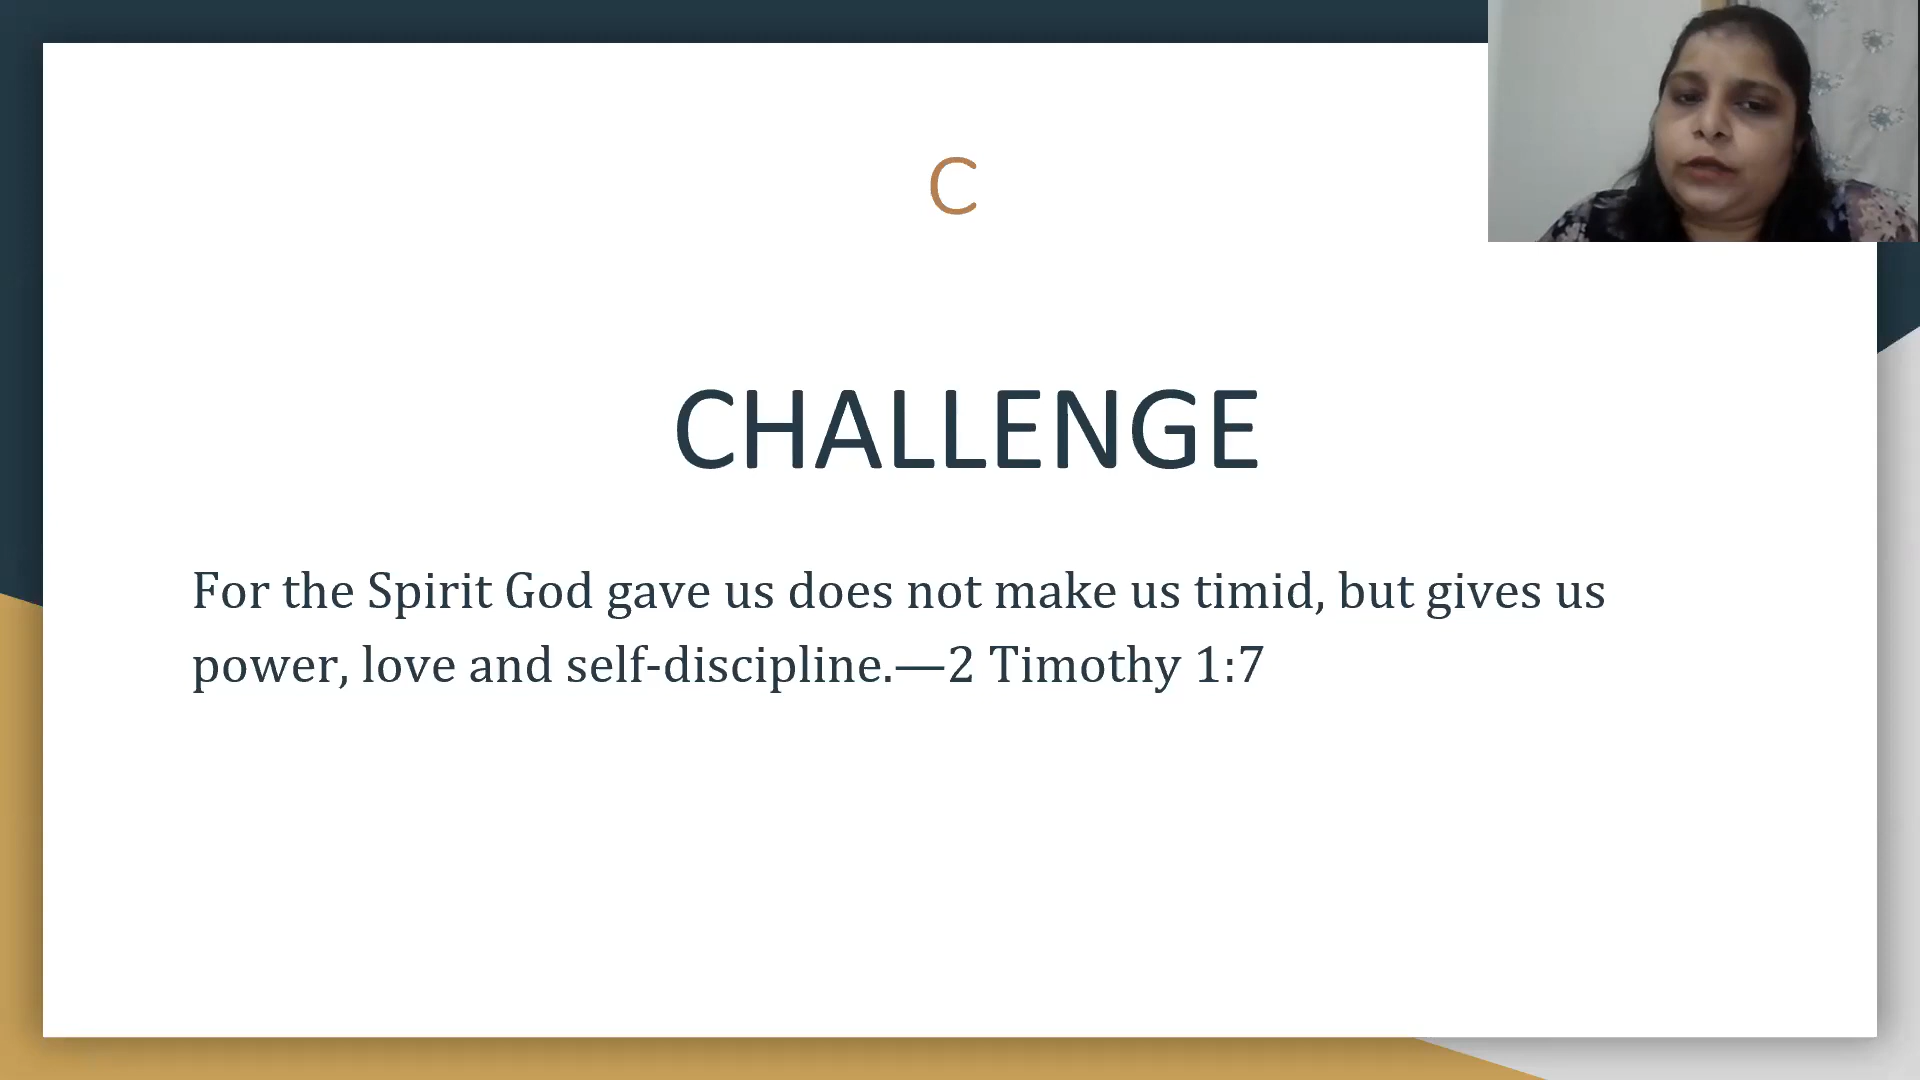 C
CHALLENGE
For the Spirit God gave us does not make us timid, but gives us
power, love and self-discipline.—2 Timothy 1:7